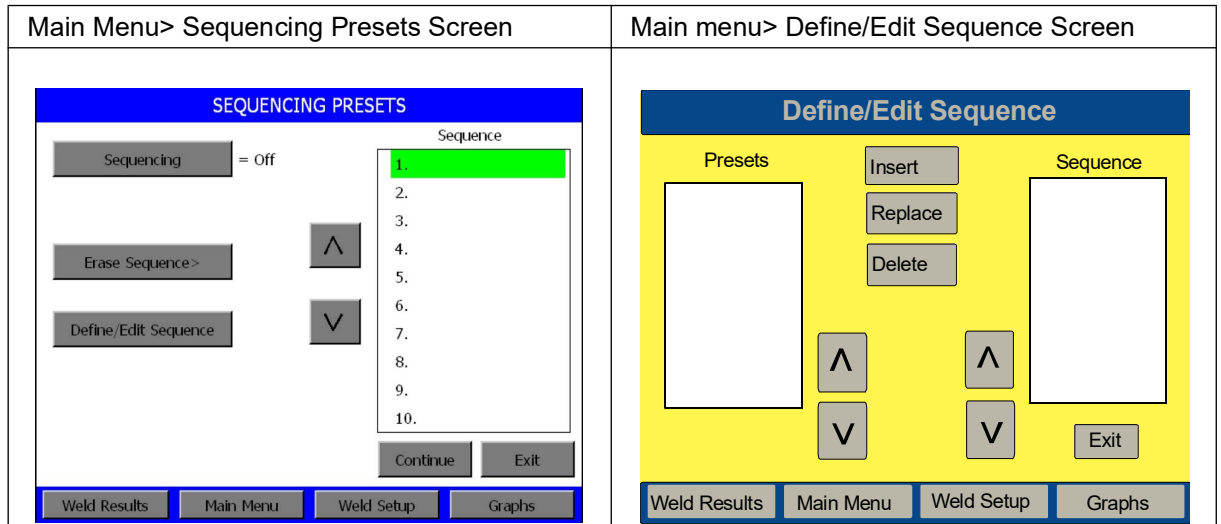 Main Menu> Sequencing Presets Screen
Main menu> Define/Edit Sequence Screen
SEQUENCING PRESETS
Sequencing
= Off
Sequence
1.
2.
3.
4.
5.
6.
7.
8.
9.
10.
Erase Sequence>
Define/Edit Sequence
Λ
V
Continue
Exit
Weld Results
Main Menu
Weld Setup
Graphs
Define/Edit Sequence
Presets
Insert
Replace
Delete
Sequence
Λ
V
Λ
V
Exit
Weld Results
Main Menu
Weld Setup
Graphs